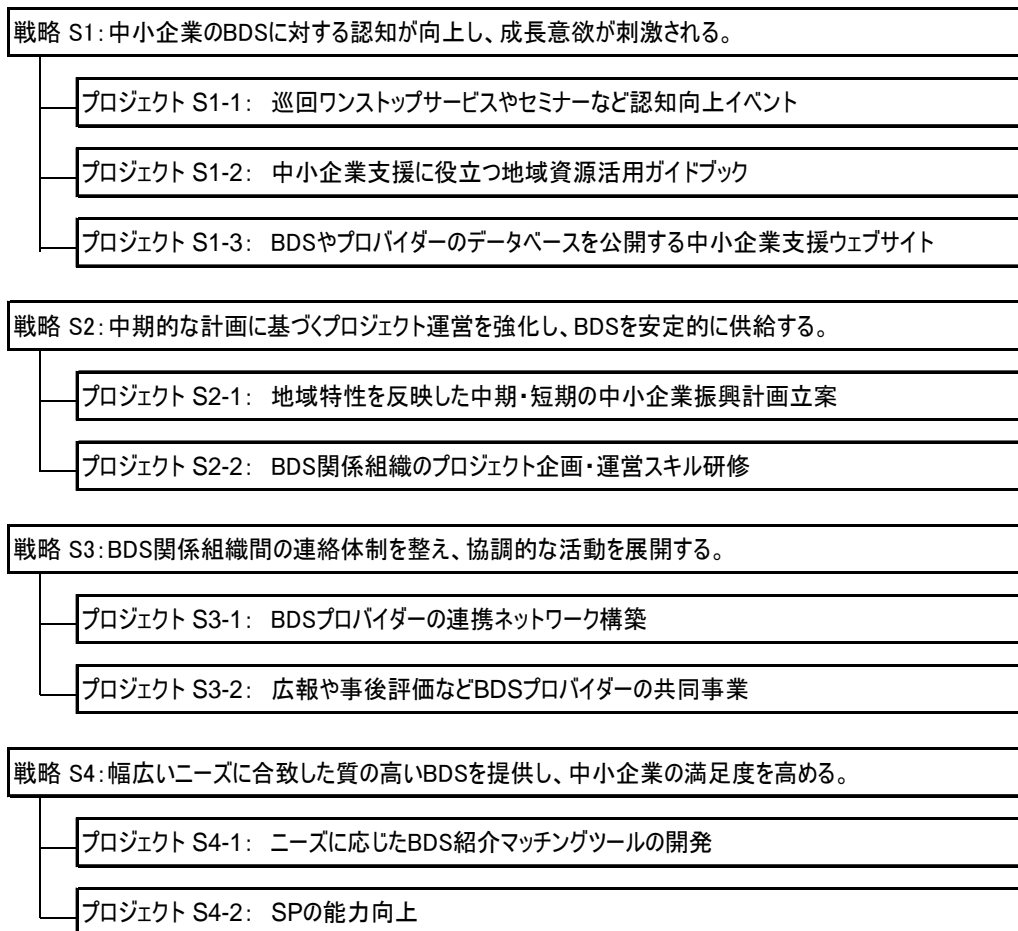 戦略 S1:中小企業のBDSに対する認知が向上し、成長意欲が刺激される。
プロジェクト S1-1: 巡回ワンストップサービスやセミナーなど認知向上イベント
プロジェクト S1-2: 中小企業支援に役立つ地域資源活用ガイドブック
プロジェクト S1-3: BDSやプロバイダーのデータベースを公開する中小企業支援ウェブサイト
戦略 S2:中期的な計画に基づくプロジェクト運営を強化し、BDSを安定的に供給する。
プロジェクト S2-1: 地域特性を反映した中期・短期の中小企業振興計画立案
プロジェクト S2-2: BDS関係組織のプロジェクト企画・運営スキル研修
戦略 S3:BDS関係組織間の連絡体制を整え、協調的な活動を展開する。
プロジェクト S3-1: BDSプロバイダーの連携ネットワーク構築
プロジェクト S3-2: 広報や事後評価などBDSプロバイダーの共同事業
戦略 S4:幅広いニーズに合致した質の高いBDSを提供し、中小企業の満足度を高める。
プロジェクト S4-1: ニーズに応じたBDS紹介マッチングツールの開発
プロジェクト S4-2: SPの能力向上